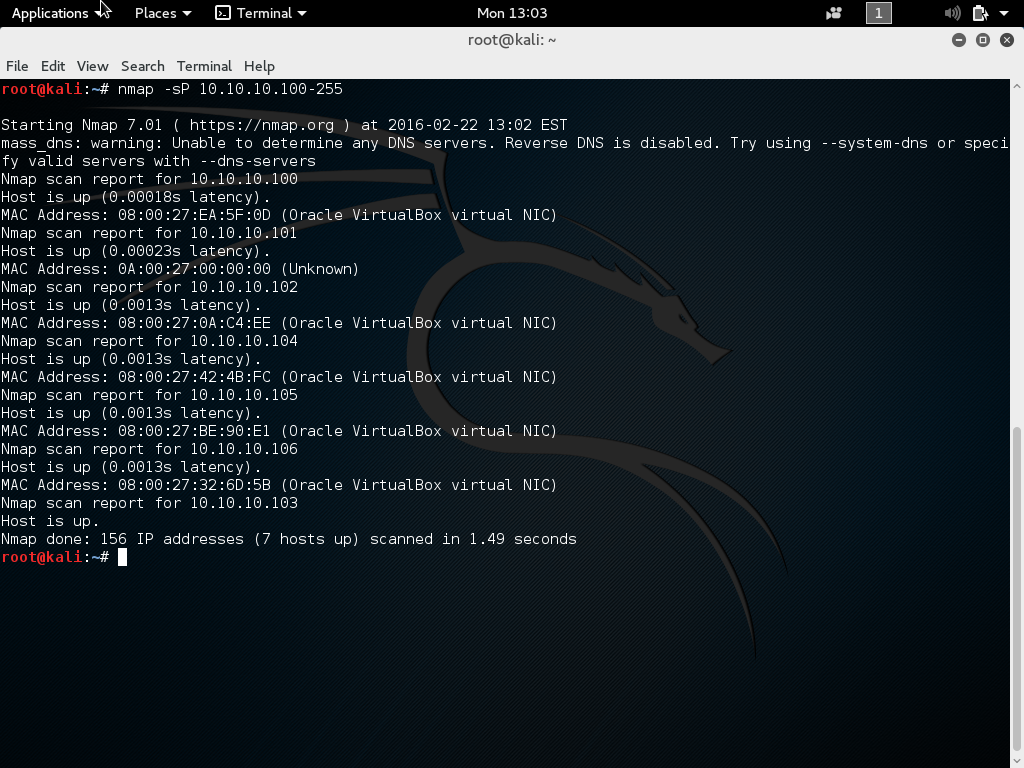 Applications Places Terminal Mon 13:03 1
root@kali: ~
File Edit View Search Terminal Help
root@kali:~# nmap -sP 10.10.10.100-255
Starting Nmap 7.01 ( https://nmap.org ) at 2016-02-22 13:02 EST
mass_dns: warning: Unable to determine any DNS servers. Reverse DNS is disabled. Try using --system-dns or speci
fy valid servers with --dns-servers
Nmap scan report for 10.10.10.100
Host is up (0.00018s latency).
MAC Address: 08:00:27:EA:5F:0D (Oracle VirtualBox virtual NIC)
Nmap scan report for 10.10.10.101
Host is up (0.00023s latency).
MAC Address: 0A:00:27:00:00:00 (Unknown)
Nmap scan report for 10.10.10.102
Host is up (0.0013s latency).
MAC Address: 08:00:27:0A:C4:EE (Oracle VirtualBox virtual NIC)
Nmap scan report for 10.10.10.104
Host is up (0.0013s latency).
MAC Address: 08:00:27:42:4B:FC (Oracle VirtualBox virtual NIC)
Nmap scan report for 10.10.10.105
Host is up (0.0013s latency).
MAC Address: 08:00:27:BE:90:E1 (Oracle VirtualBox virtual NIC)
Nmap scan report for 10.10.10.106
Host is up (0.0013s latency).
MAC Address: 08:00:27:32:6D:5B (Oracle VirtualBox virtual NIC)
Nmap scan report for 10.10.10.103
Host is up.
Nmap done: 156 IP addresses (7 hosts up) scanned in 1.49 seconds
root@kali:~#